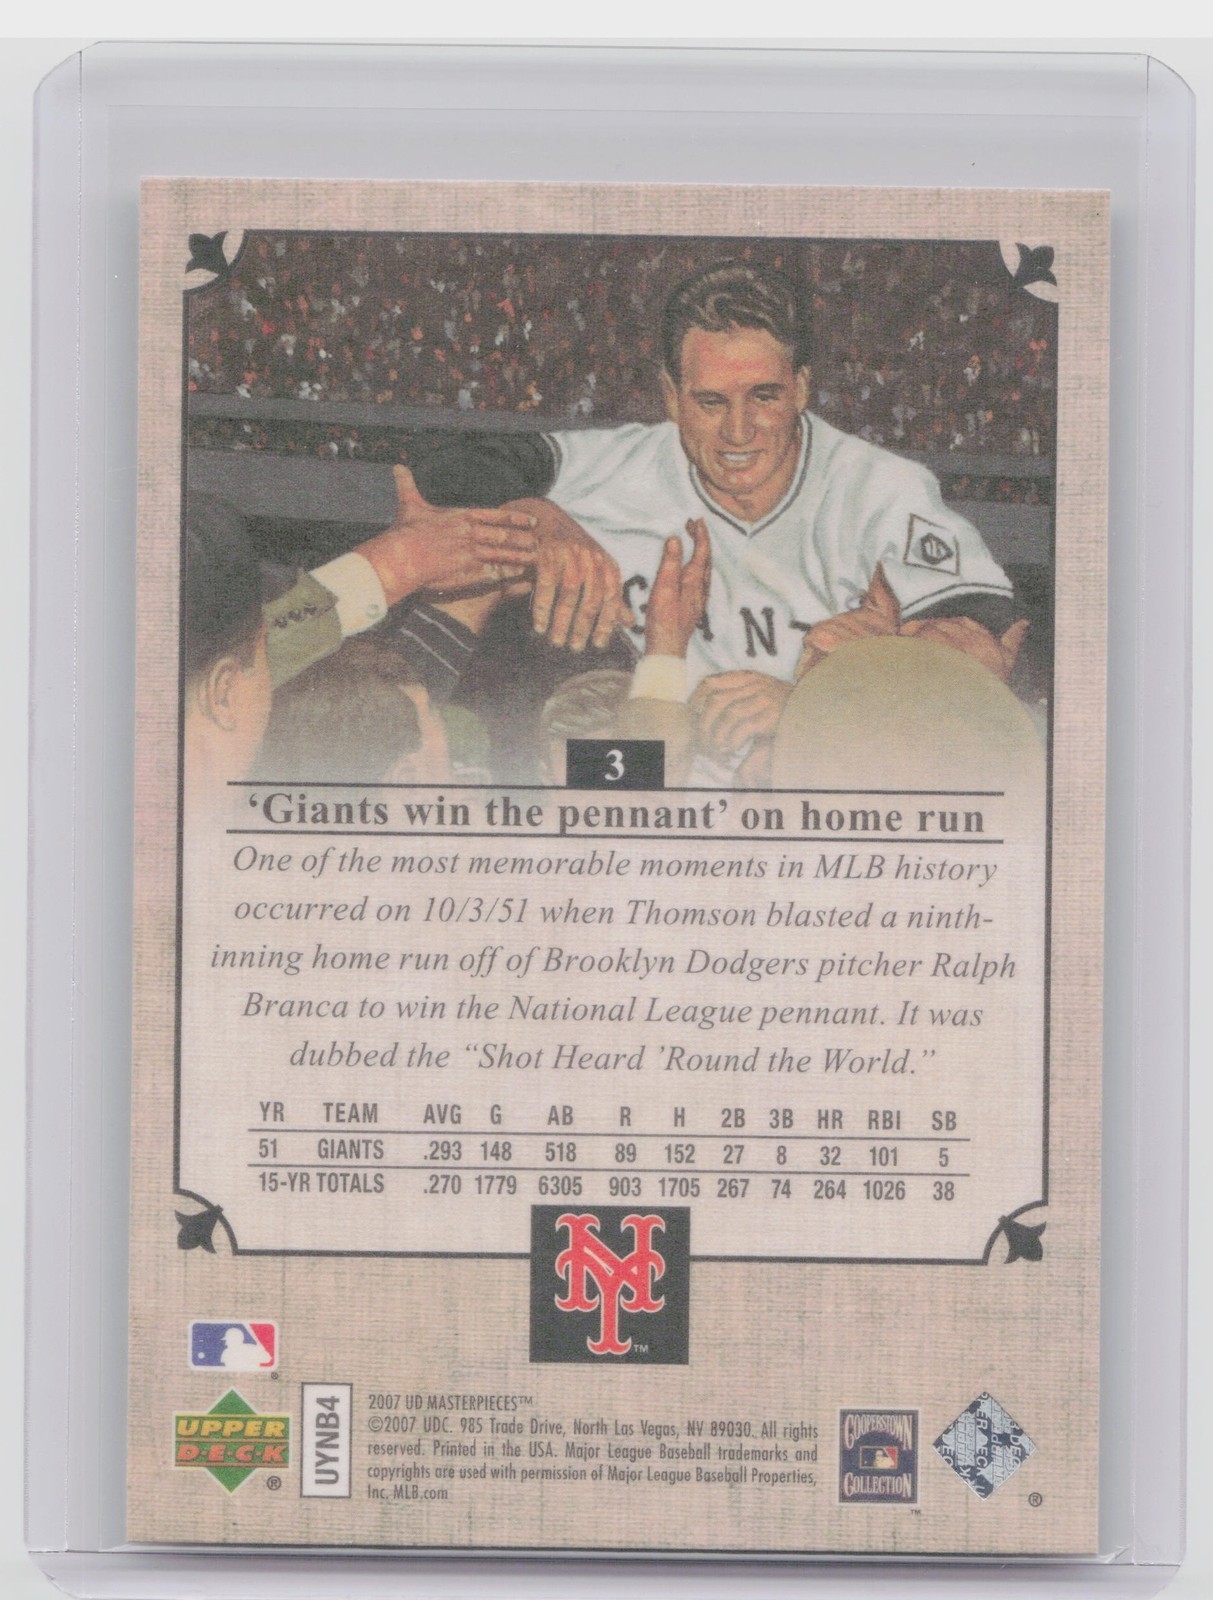 G NT
3
‘Giants win the pennant’ on home run
One of the most memorable moments in MLB history
occurred on 10/3/51 when Thomson blasted a ninth-
inning home run off of Brooklyn Dodgers pitcher Ralph
Branca to win the National League pennant. It was
dubbed the “Shot Heard ’Round the World.”
YR TEAM AVG G AB R H 2B 3B HR RBI SB
51 GIANTS .293 148 518 89 152 27 8 32 101 5
15-YR TOTALS .270 1779 6305 903 1705 267 74 264 1026 38
NY™
UPPER
D·E·C·K
®
UYNB4
2007 UD MASTERPIECES™
©2007 UDC. 985 Trade Drive, North Las Vegas, NV 89030. All rights
reserved. Printed in the USA. Major League Baseball trademarks and
copyrights are used with permission of Major League Baseball Properties,
Inc. MLB.com
COOPERSTOWN
COLLECTION
™
®